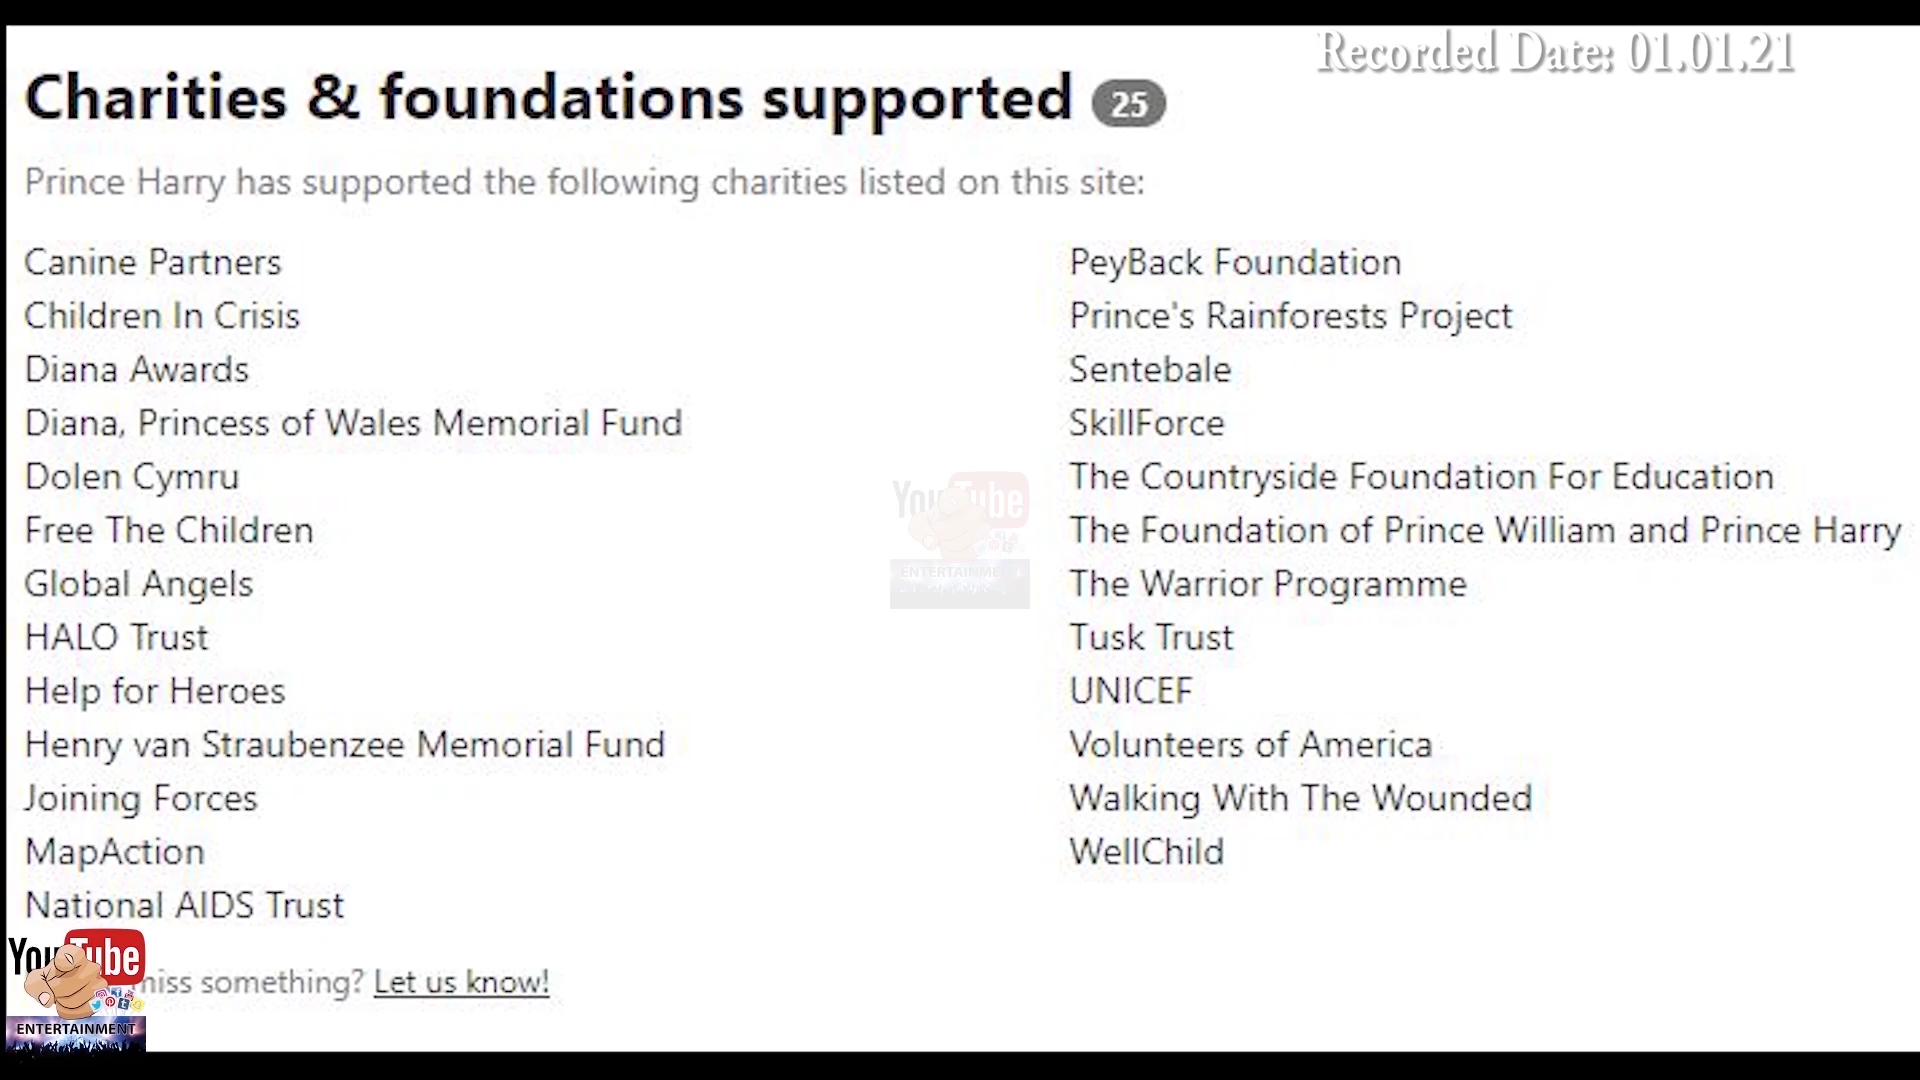 Recorded Date: 01.01.21
Charities & foundations supported 25
Prince Harry has supported the following charities listed on this site:
Canine Partners
Children In Crisis
Diana Awards
Diana, Princess of Wales Memorial Fund
Dolen Cymru
Free The Children
Global Angels
HALO Trust
Help for Heroes
Henry van Straubenzee Memorial Fund
Joining Forces
MapAction
National AIDS Trust
PeyBack Foundation
Prince's Rainforests Project
Sentebale
SkillForce
The Countryside Foundation For Education
The Foundation of Prince William and Prince Harry
The Warrior Programme
Tusk Trust
UNICEF
Volunteers of America
Walking With The Wounded
WellChild
YouTube
ENTERTAINMENT
miss something? Let us know!
YouTube
ENTERTAINMENT